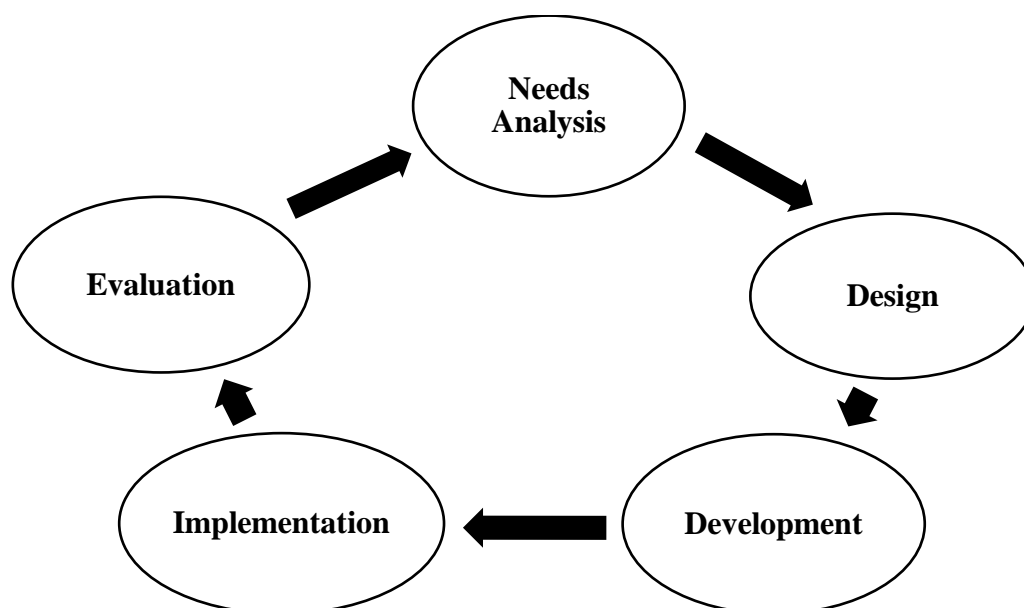 Needs
Analysis
Design
Development
Implementation
Evaluation